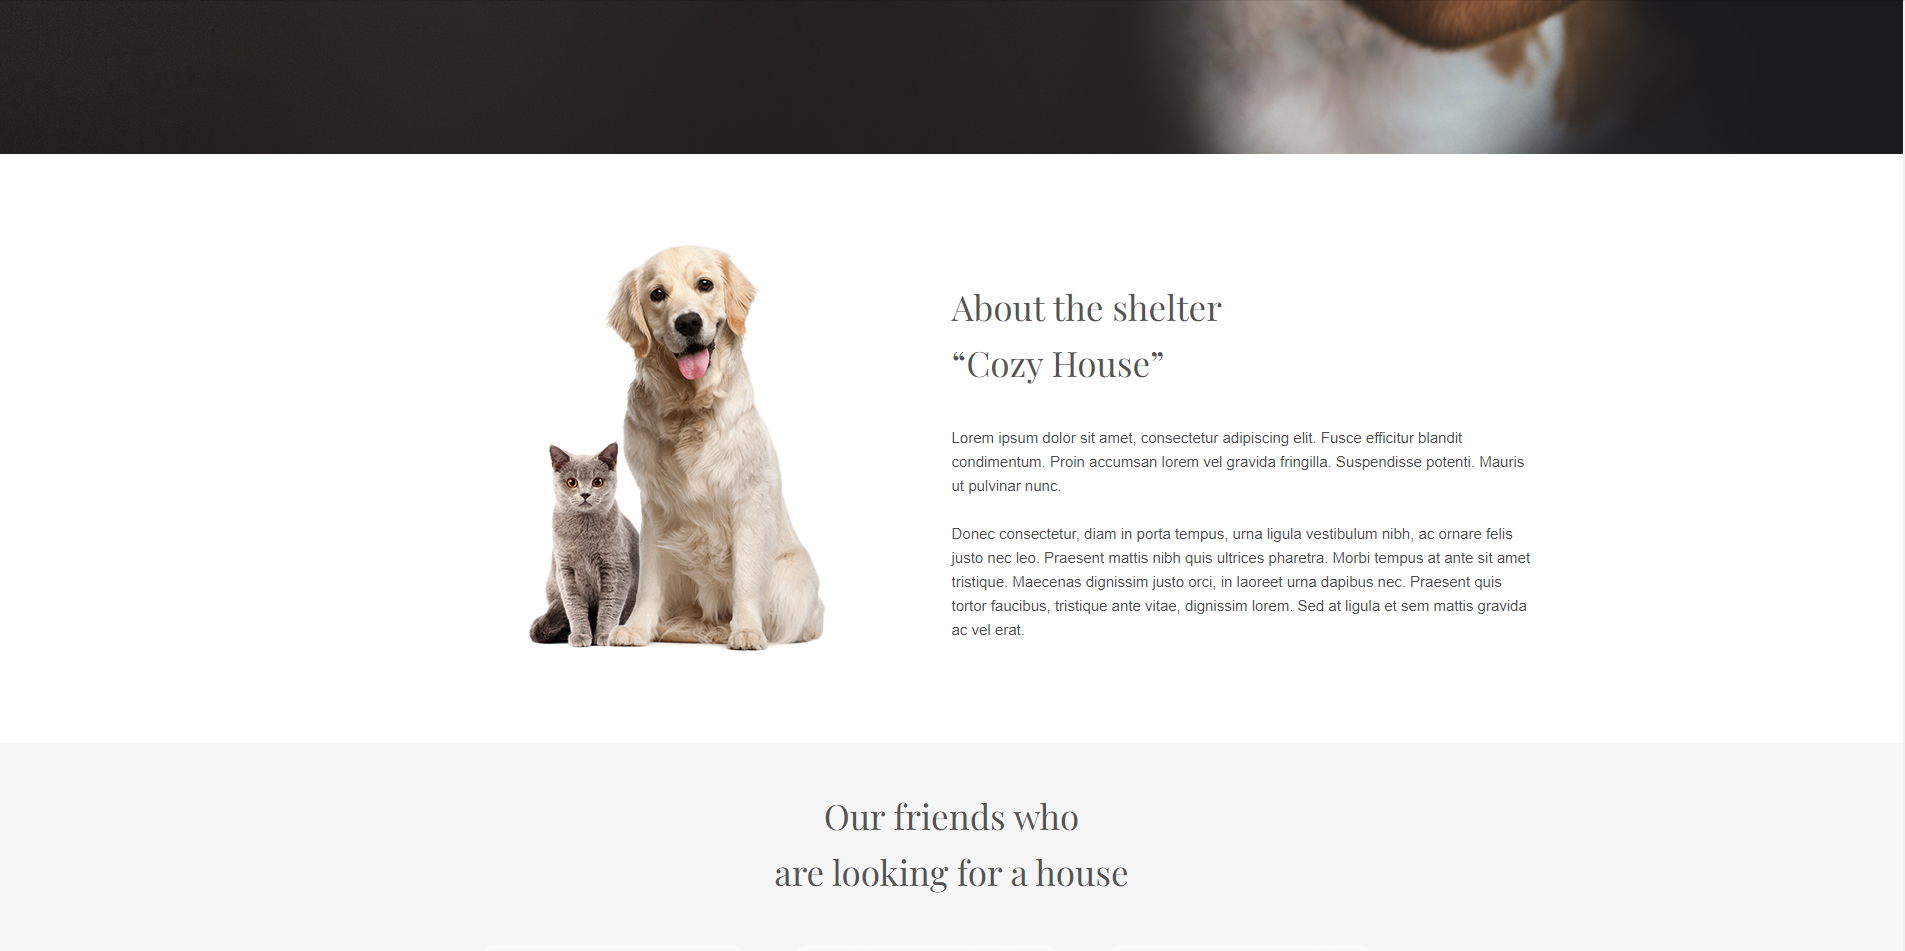 About the shelter
“Cozy House”
Lorem ipsum dolor sit amet, consectetur adipiscing elit. Fusce efficitur blandit
condimentum. Proin accumsan lorem vel gravida fringilla. Suspendisse potenti. Mauris
ut pulvinar nunc.
Donec consectetur, diam in porta tempus, urna ligula vestibulum nibh, ac ornare felis
justo nec leo. Praesent mattis nibh quis ultrices pharetra. Morbi tempus at ante sit amet
tristique. Maecenas dignissim justo orci, in laoreet urna dapibus nec. Praesent quis
tortor faucibus, tristique ante vitae, dignissim lorem. Sed at ligula et sem mattis gravida
ac vel erat.
Our friends who
are looking for a house